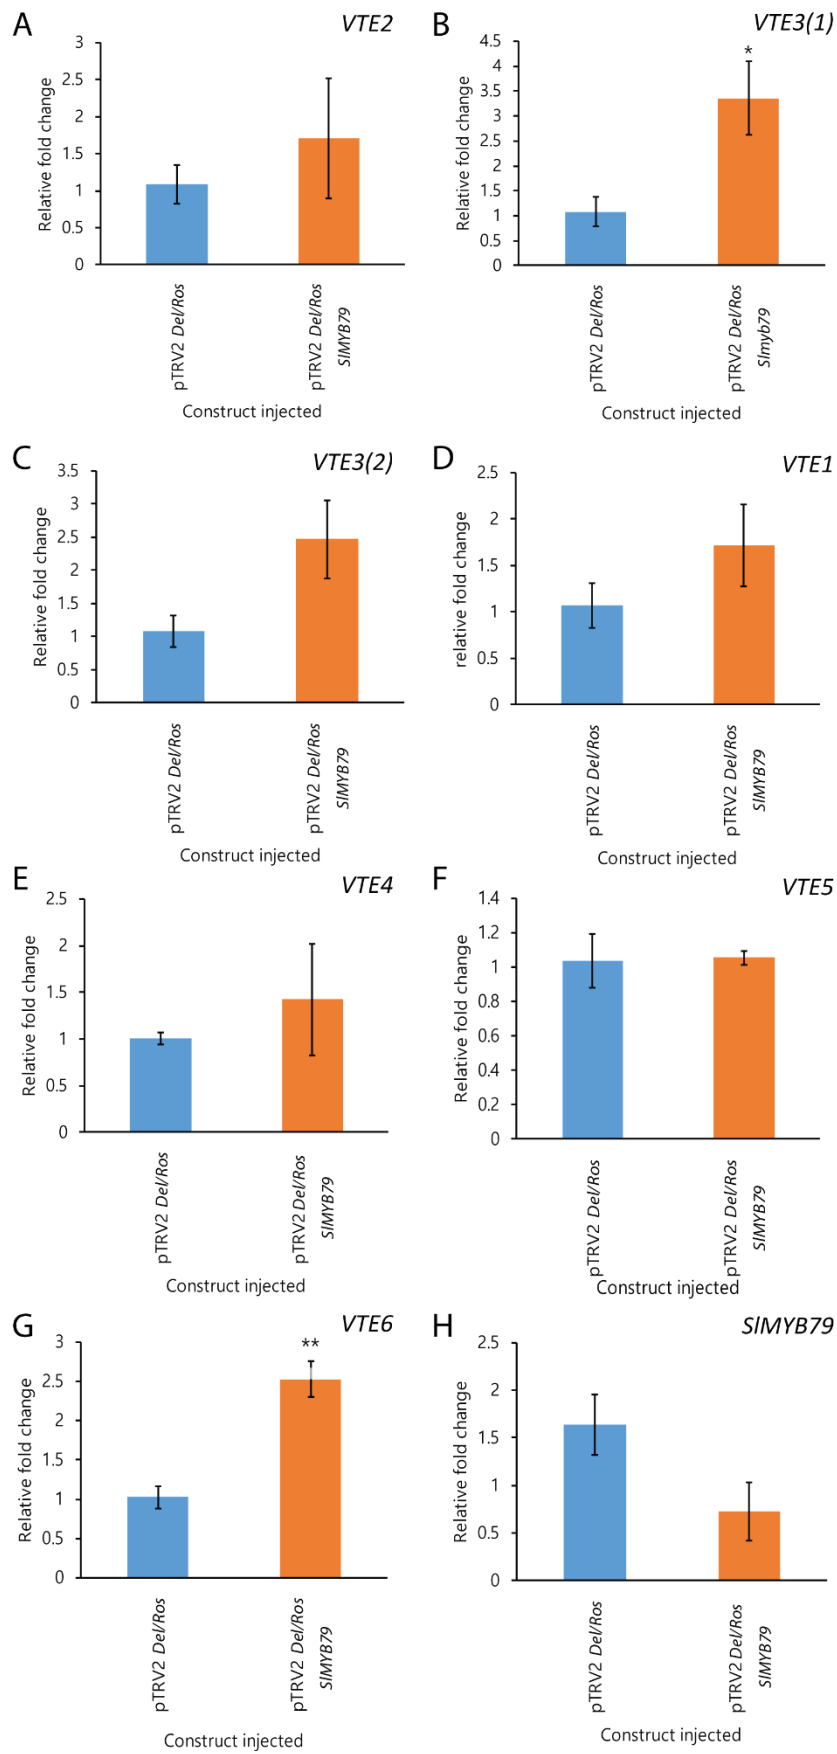 A
VTE2
Relative fold change
3
2.5
2
1.5
1
0.5
0
pTRV2 Del/Ros
pTRV2 Del/Ros
SlMYB79
Construct injected
B
VTE3(1)
Relative fold change
4.5
4
3.5
3
2.5
2
1.5
1
0.5
0
*
pTRV2 Del/Ros
pTRV2 Del/Ros
Slmyb79
Construct injected
C
VTE3(2)
Relative fold change
3.5
3
2.5
2
1.5
1
0.5
0
pTRV2 Del/Ros
pTRV2 Del/Ros
SlMYB79
Construct injected
D
VTE1
relative fold change
2.5
2
1.5
1
0.5
0
pTRV2 Del/Ros
pTRV2 Del/Ros
SlMYB79
Construct injected
E
VTE4
Relative fold change
2.5
2
1.5
1
0.5
0
pTRV2 Del/Ros
pTRV2 Del/Ros
SlMYB79
Construct injected
F
VTE5
Relative fold change
1.4
1.2
1
0.8
0.6
0.4
0.2
0
pTRV2 Del/Ros
pTRV2 Del/Ros
SlMYB79
Construct injected
G
VTE6
Relative fold change
3
2.5
2
1.5
1
0.5
0
**
pTRV2 Del/Ros
pTRV2 Del/Ros
SlMYB79
Construct injected
H
SlMYB79
Relative fold change
2.5
2
1.5
1
0.5
0
pTRV2 Del/Ros
pTRV2 Del/Ros
SlMYB79
Construct injected